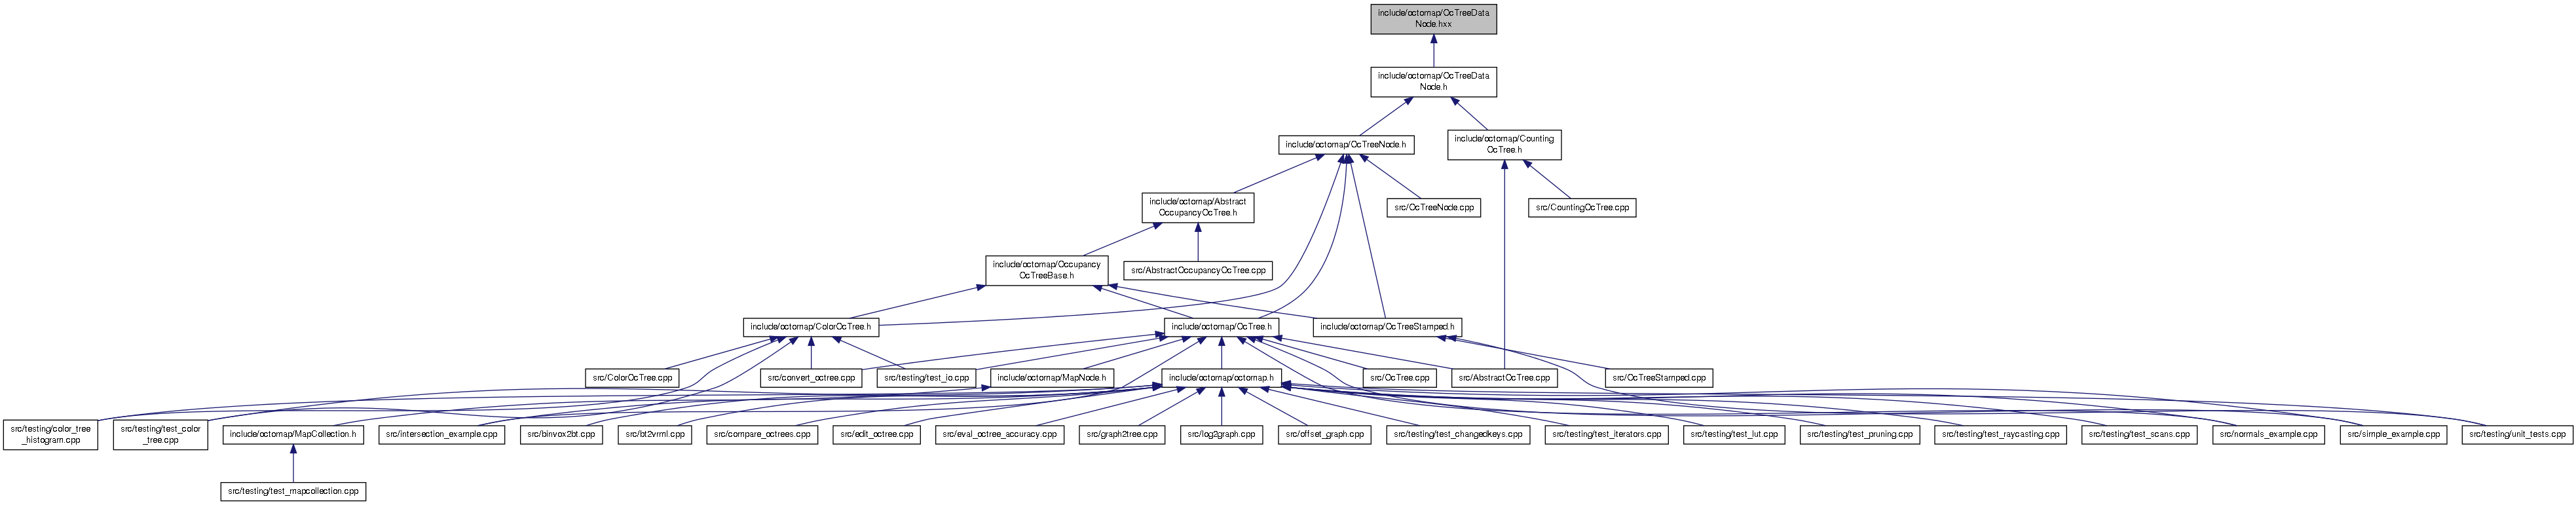 include/octomap/OcTreeData
Node.hxx
include/octomap/OcTreeData
Node.h
include/octomap/OcTreeNode.h
include/octomap/Counting
OcTree.h
include/octomap/Abstract
OccupancyOcTree.h
src/OcTreeNode.cpp
src/CountingOcTree.cpp
include/octomap/Occupancy
OcTreeBase.h
src/AbstractOccupancyOcTree.cpp
include/octomap/ColorOcTree.h
include/octomap/OcTree.h
include/octomap/OcTreeStamped.h
src/ColorOcTree.cpp
src/convert_octree.cpp
src/testing/test_io.cpp
include/octomap/MapNode.h
include/octomap/octomap.h
src/OcTree.cpp
src/AbstractOcTree.cpp
src/OcTreeStamped.cpp
src/testing/color_tree
_histogram.cpp
src/testing/test_color
_tree.cpp
include/octomap/MapCollection.h
src/intersection_example.cpp
src/binvox2bt.cpp
src/bt2vrml.cpp
src/compare_octrees.cpp
src/edit_octree.cpp
src/eval_octree_accuracy.cpp
src/graph2tree.cpp
src/log2graph.cpp
src/offset_graph.cpp
src/testing/test_changedkeys.cpp
src/testing/test_iterators.cpp
src/testing/test_lut.cpp
src/testing/test_pruning.cpp
src/testing/test_raycasting.cpp
src/testing/test_scans.cpp
src/normals_example.cpp
src/simple_example.cpp
src/testing/unit_tests.cpp
src/testing/test_mapcollection.cpp